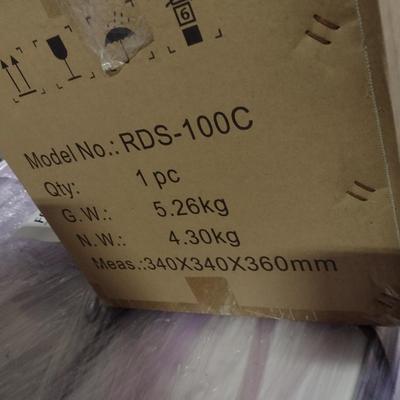 6
Model No.: RDS-100C
Qty: 1 pc
G.W.: 5.26kg
N.W.: 4.30kg
Meas.:340X340X360mm